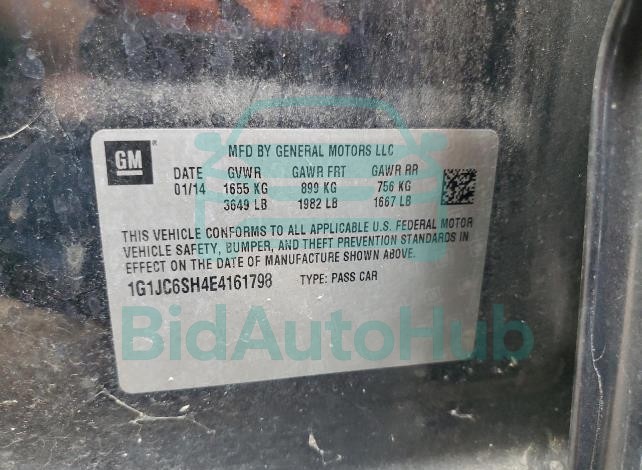 GM
MFD BY GENERAL MOTORS LLC
DATE GVWR GAWR FRT GAWR RR
01/14 1655 KG 899 KG 756 KG
3649 LB 1982 LB 1667 LB
THIS VEHICLE CONFORMS TO ALL APPLICABLE U.S. FEDERAL MOTOR
VEHICLE SAFETY, BUMPER, AND THEFT PREVENTION STANDARDS IN
EFFECT ON THE DATE OF MANUFACTURE SHOWN ABOVE.
1G1JC6SH4E4161798 TYPE: PASS CAR
BidAutoHub